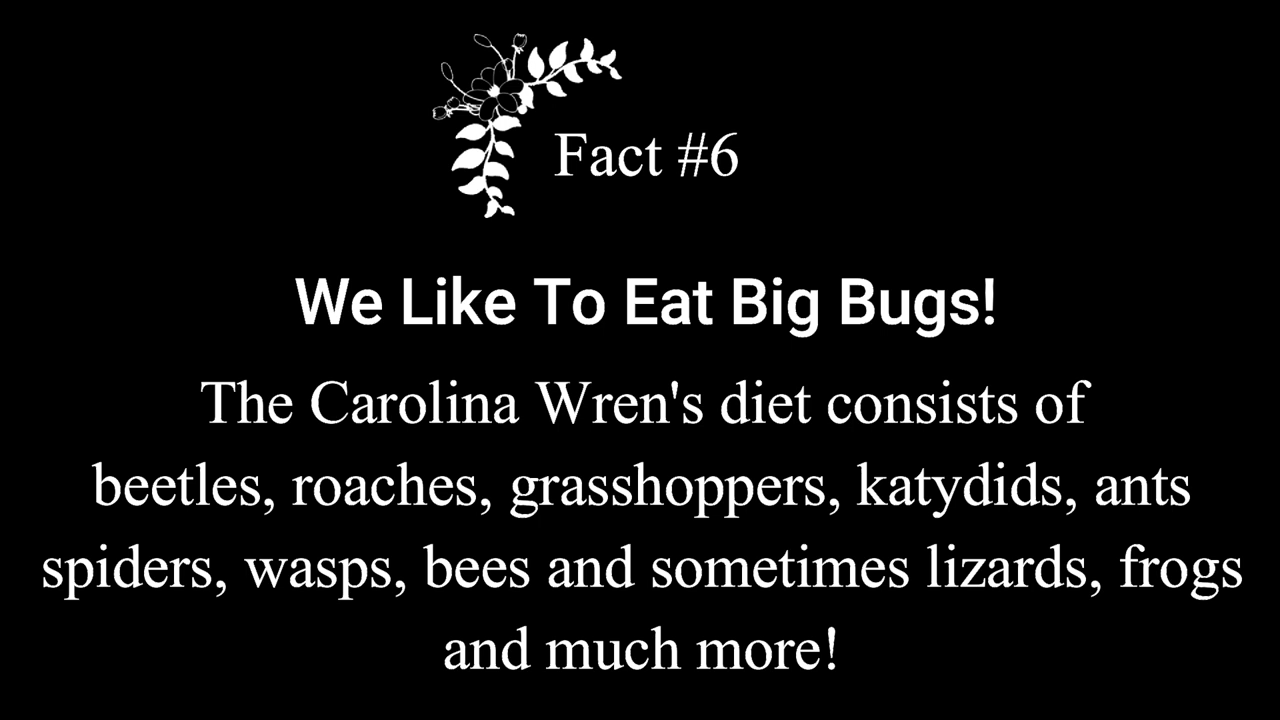 Fact #6
We Like To Eat Big Bugs!
The Carolina Wren's diet consists of
beetles, roaches, grasshoppers, katydids, ants
spiders, wasps, bees and sometimes lizards, frogs
and much more!